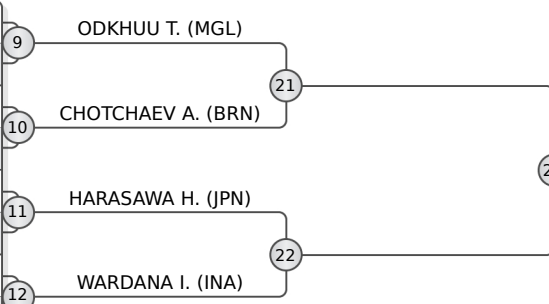 ODKHUU T. (MGL)
9
21
CHOTCHAEV A. (BRN)
10
HARASAWA H. (JPN)
11
22
WARDANA I. (INA)
12